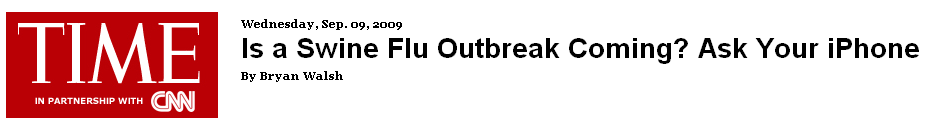 TIME
IN PARTNERSHIP WITH CNN
Wednesday, Sep. 09, 2009
Is a Swine Flu Outbreak Coming? Ask Your iPhone
By Bryan Walsh